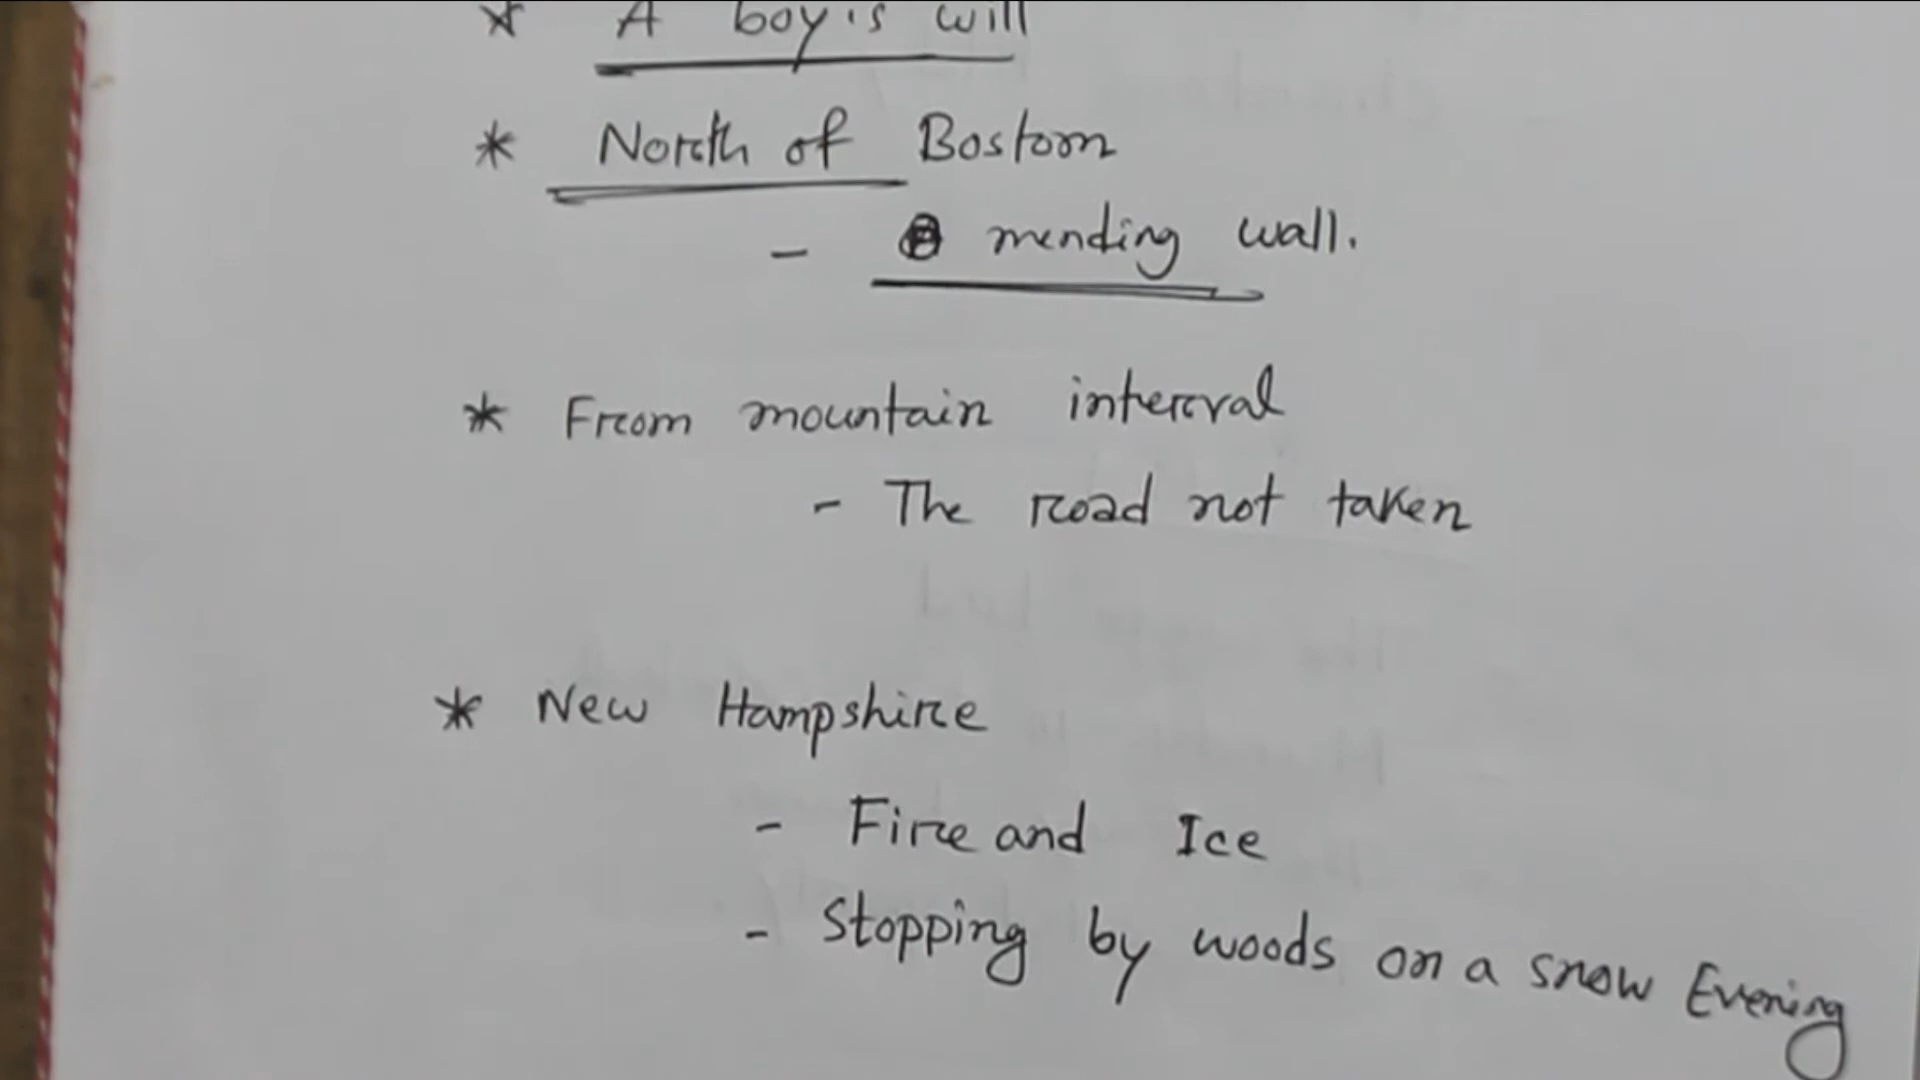 * A boy's will
* North of Boston
- mending wall.
* From mountain interval
- The road not taken
* New Hampshire
- Fire and Ice
- Stopping by woods on a snow Evening